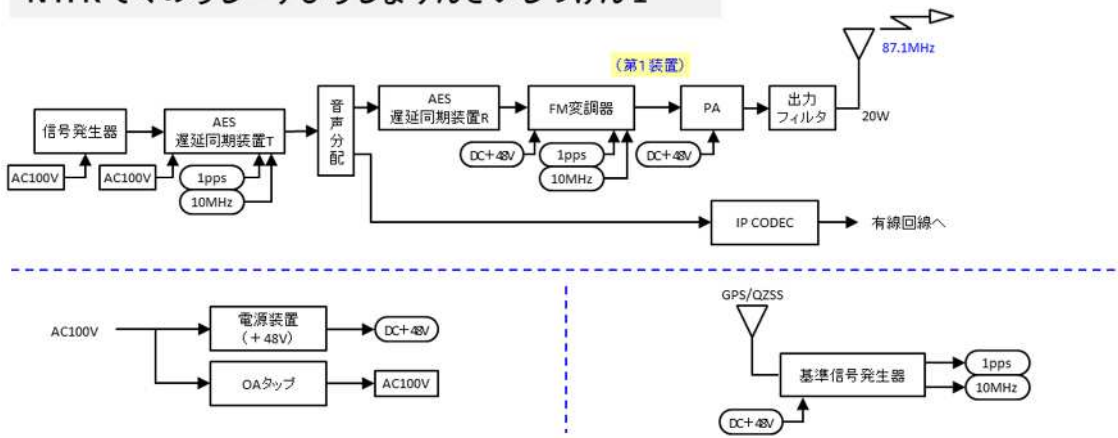 (第1装置)
87.1MHz
信号発生器
AES
遅延同期装置T
音声分配
AES
遅延同期装置R
FM変調器
PA
出力
フィルタ
20W
AC100V
AC100V
1pps
10MHz
DC+48V
1pps
10MHz
DC+48V
IP CODEC
有線回線へ
AC100V
電源装置
(+48V)
DC+48V
OAタップ
AC100V
GPS/QZSS
基準信号発生器
1pps
10MHz
DC+48V